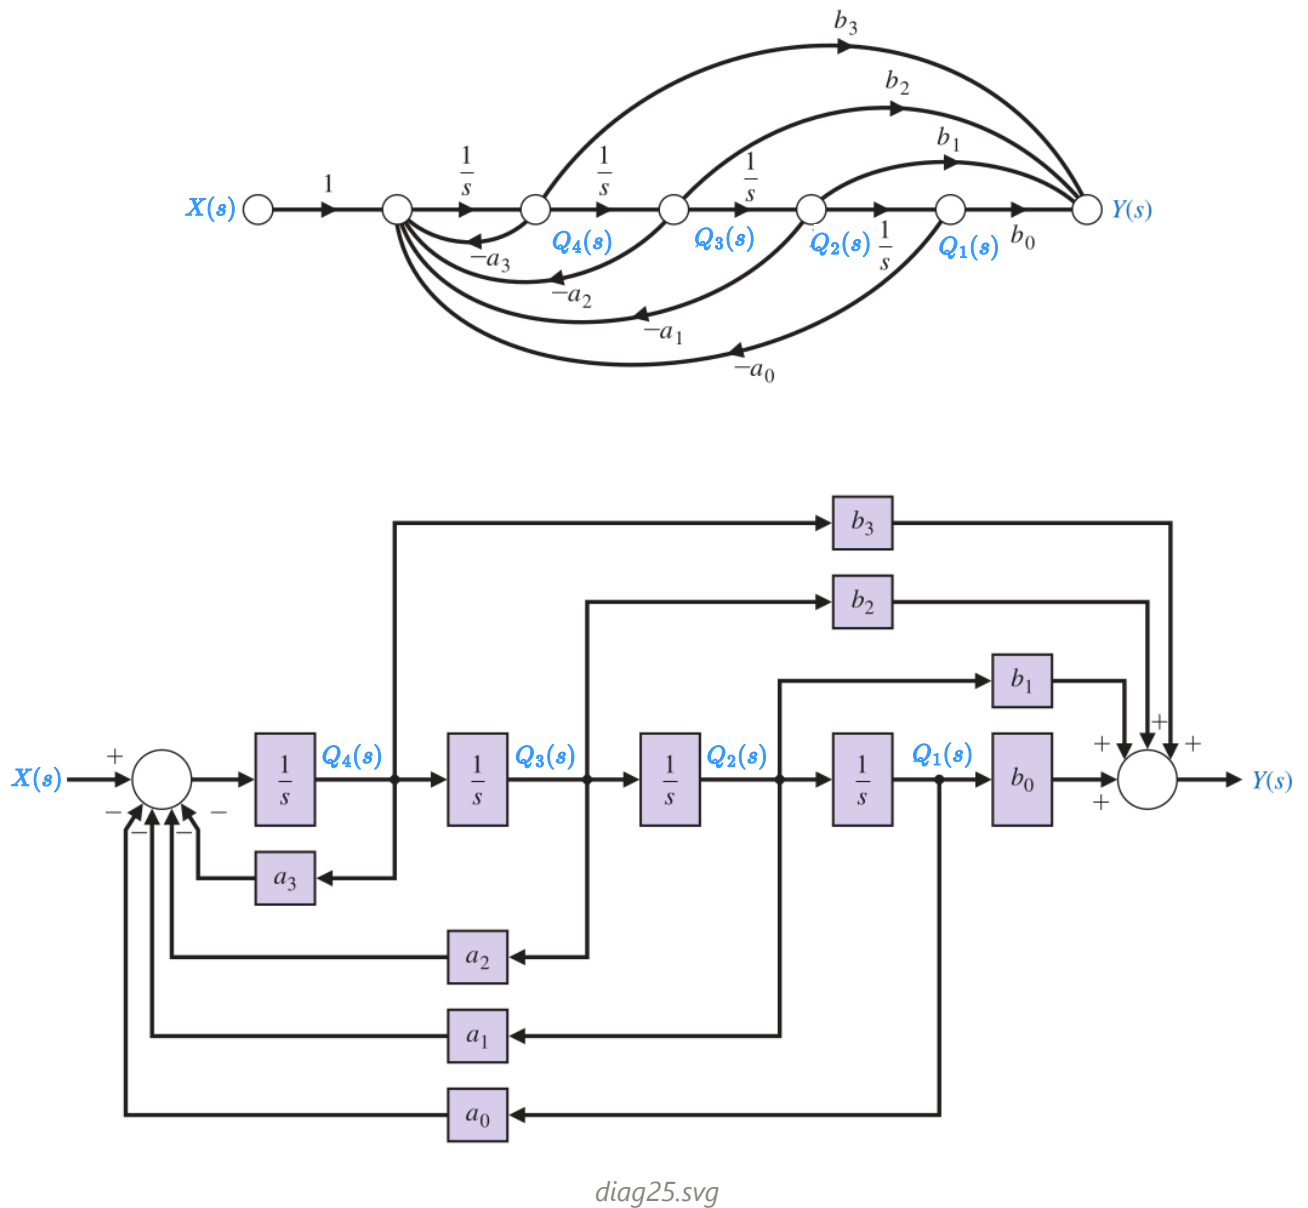 b₃
b₂
b₁
1/s 1/s 1/s
1
X(s) Y(s)
Q₄(s) Q₃(s) Q₂(s) 1/s Q₁(s) b₀
−a₃
−a₂
−a₁
−a₀
b₃
b₂
b₁
+ + +
X(s) + 1/s Q₄(s) 1/s Q₃(s) 1/s Q₂(s) 1/s Q₁(s) b₀ + Y(s)
− − − −
a₃
a₂
a₁
a₀
diag25.svg